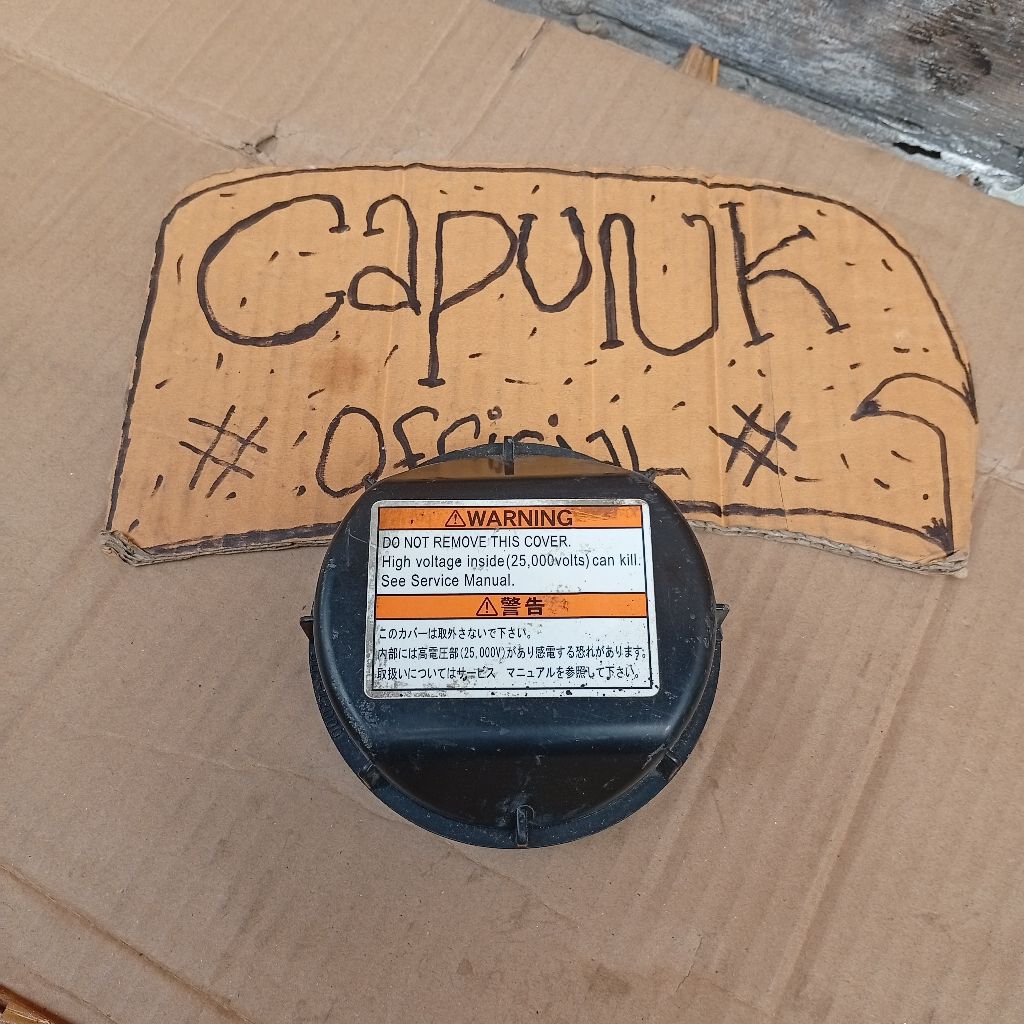 Capunk
# Official #
⚠WARNING
DO NOT REMOVE THIS COVER.
High voltage inside(25,000volts)can kill.
See Service Manual.
⚠警告
このカバーは取外さないで下さい。
内部には高電圧部(25,000V)があり感電する恐れがあります。
取扱いについてはサービス マニュアルを参照して下さい。